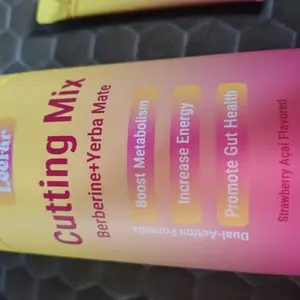 Cutting Mix
Berberine+Yerba Mate
Boost Metabolism
Increase Energy
Promote Gut Health
Dual-Action Formula
Strawberry Açaí Flavored